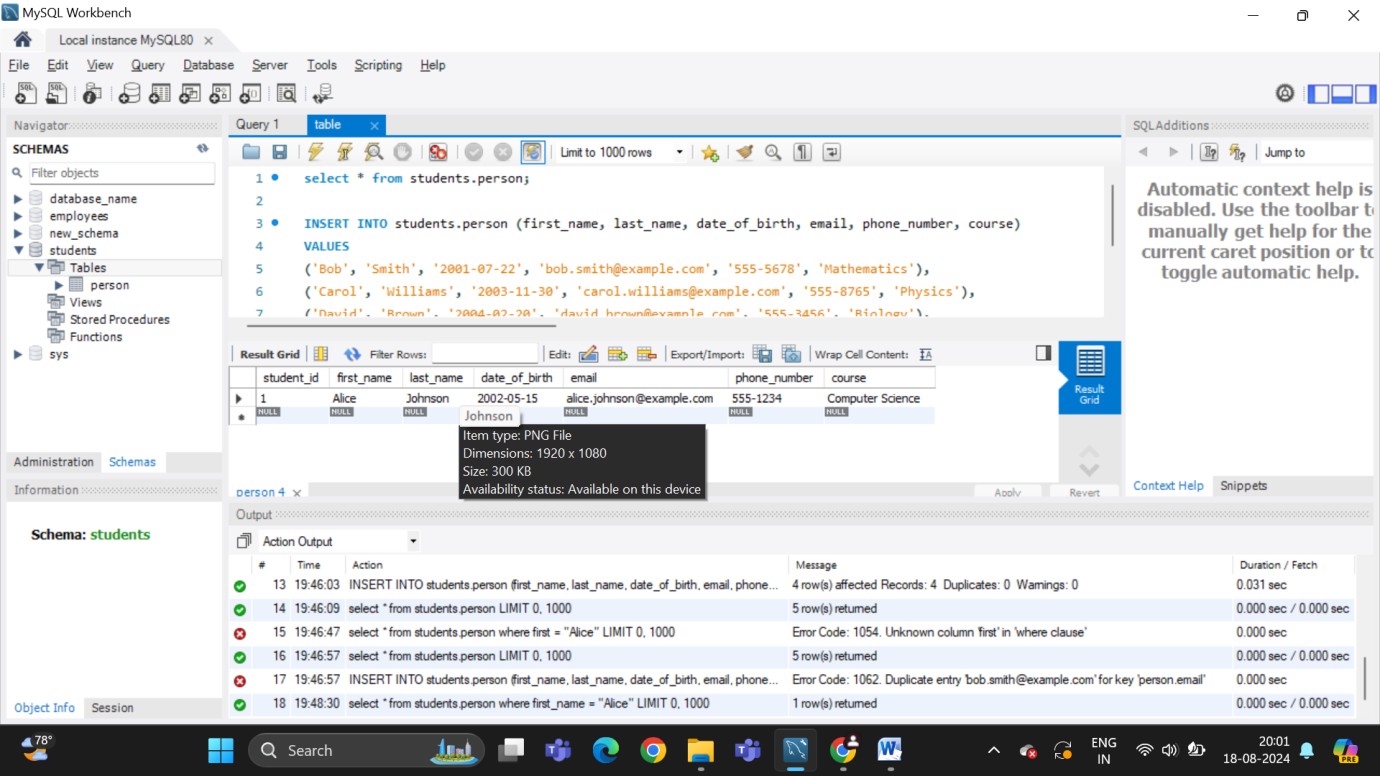 MySQL Workbench
Local instance MySQL80
File Edit View Query Database Server Tools Scripting Help
Navigator
SCHEMAS
Filter objects
database_name
employees
new_schema
students
Tables
person
Views
Stored Procedures
Functions
sys
Administration Schemas
Information
Schema: students
Object Info Session
Query 1 table
Limit to 1000 rows
1 select * from students.person;
2
3 INSERT INTO students.person (first_name, last_name, date_of_birth, email, phone_number, course)
4 VALUES
5 ('Bob', 'Smith', '2001-07-22', 'bob.smith@example.com', '555-5678', 'Mathematics'),
6 ('Carol', 'Williams', '2003-11-30', 'carol.williams@example.com', '555-8765', 'Physics'),
7 ('David', 'Brown', '2004-02-20', 'david.brown@example.com', '555-3456', 'Biology'),
Result Grid Filter Rows: Edit: Export/Import: Wrap Cell Content:
student_id first_name last_name date_of_birth email phone_number course
1 Alice Johnson 2002-05-15 alice.johnson@example.com 555-1234 Computer Science
NULL NULL NULL NULL NULL NULL
Johnson
Item type: PNG File
Dimensions: 1920 x 1080
Size: 300 KB
Availability status: Available on this device
Result
Grid
person 4
Apply Revert
SQLAdditions
Jump to
Automatic context help is
disabled. Use the toolbar
manually get help for the
current caret position or
toggle automatic help.
Context Help Snippets
Output
Action Output
# Time Action Message Duration / Fetch
13 19:46:03 INSERT INTO students.person (first_name, last_name, date_of_birth, email, phone... 4 row(s) affected Records: 4 Duplicates: 0 Warnings: 0 0.031 sec
14 19:46:09 select * from students.person LIMIT 0, 1000 5 row(s) returned 0.000 sec / 0.000 sec
15 19:46:47 select * from students.person where first = "Alice" LIMIT 0, 1000 Error Code: 1054. Unknown column 'first' in 'where clause' 0.000 sec
16 19:46:57 select * from students.person LIMIT 0, 1000 5 row(s) returned 0.000 sec / 0.000 sec
17 19:46:57 INSERT INTO students.person (first_name, last_name, date_of_birth, email, phone... Error Code: 1062. Duplicate entry 'bob.smith@example.com' for key 'person.email' 0.000 sec
18 19:48:30 select * from students.person where first_name = "Alice" LIMIT 0, 1000 1 row(s) returned 0.000 sec / 0.000 sec
78°
Search
ENG
IN
20:01
18-08-2024
PRE